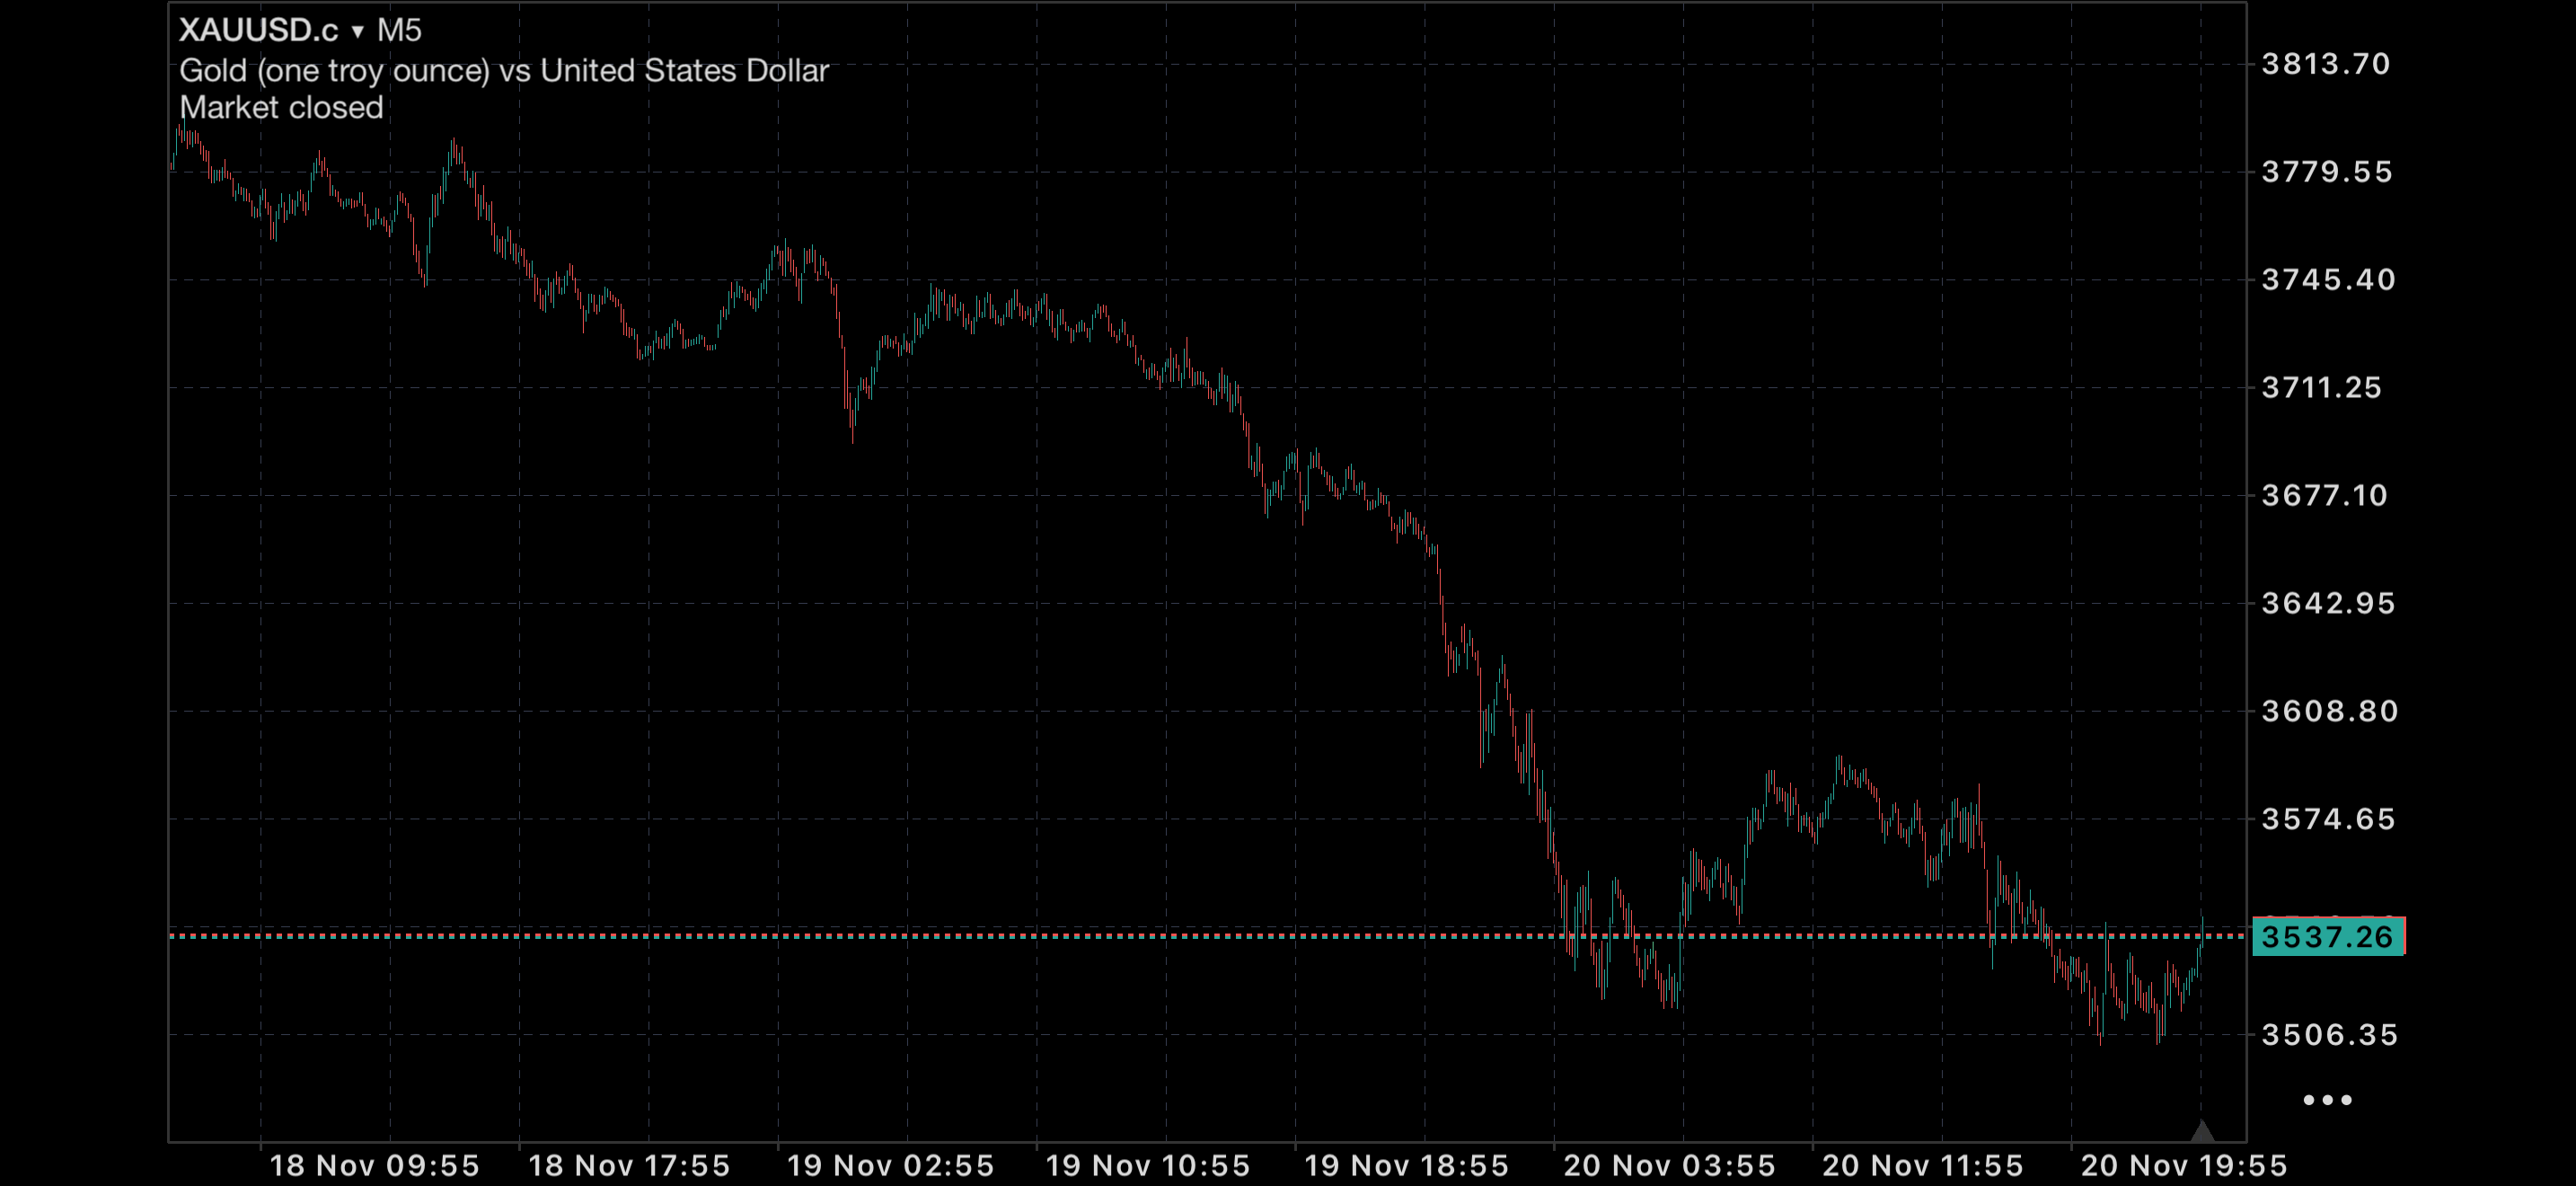 XAUUSD.c ▾ M5
Gold (one troy ounce) vs United States Dollar
Market closed
3813.70
3779.55
3745.40
3711.25
3677.10
3642.95
3608.80
3574.65
3537.26
3506.35
18 Nov 09:55 18 Nov 17:55 19 Nov 02:55 19 Nov 10:55 19 Nov 18:55 20 Nov 03:55 20 Nov 11:55 20 Nov 19:55